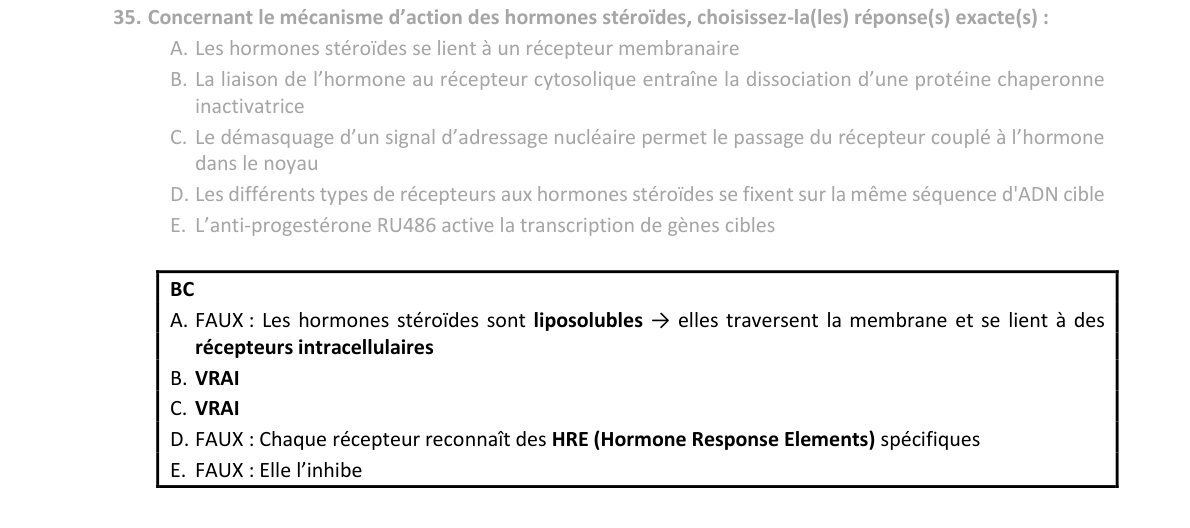 35. Concernant le mécanisme d’action des hormones stéroïdes, choisissez-la(les) réponse(s) exacte(s) :
A. Les hormones stéroïdes se lient à un récepteur membranaire
B. La liaison de l’hormone au récepteur cytosolique entraîne la dissociation d’une protéine chaperonne
inactivatrice
C. Le démasquage d’un signal d’adressage nucléaire permet le passage du récepteur couplé à l’hormone
dans le noyau
D. Les différents types de récepteurs aux hormones stéroïdes se fixent sur la même séquence d'ADN cible
E. L’anti-progestérone RU486 active la transcription de gènes cibles
BC
A. FAUX : Les hormones stéroïdes sont liposolubles → elles traversent la membrane et se lient à des
récepteurs intracellulaires
B. VRAI
C. VRAI
D. FAUX : Chaque récepteur reconnaît des HRE (Hormone Response Elements) spécifiques
E. FAUX : Elle l’inhibe